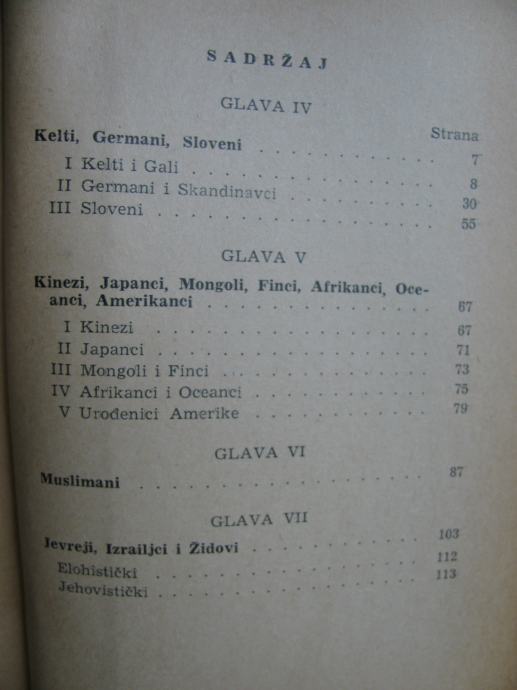 SADRŽAJ
GLAVA IV
Strana
Kelti, Germani, Sloveni . . . . . . . . . . 7
I Kelti i Gali . . . . . . . . . . . . . 8
II Germani i Skandinavci . . . . . . . . . 30
III Sloveni . . . . . . . . . . . . . . 55
GLAVA V
Kinezi, Japanci, Mongoli, Finci, Afrikanci, Oce-
anci, Amerikanci . . . . . . . . . . . . 67
I Kinezi . . . . . . . . . . . . . . 67
II Japanci . . . . . . . . . . . . . . 71
III Mongoli i Finci . . . . . . . . . . . 73
IV Afrikanci i Oceanci . . . . . . . . . . 75
V Urođenici Amerike . . . . . . . . . . 79
GLAVA VI
Muslimani . . . . . . . . . . . . . . . 87
GLAVA VII
Jevreji, Izrailjci i Židovi . . . . . . . . . . 103
Elohistički . . . . . . . . . . . . . . 112
Jehovistički . . . . . . . . . . . . . . 113